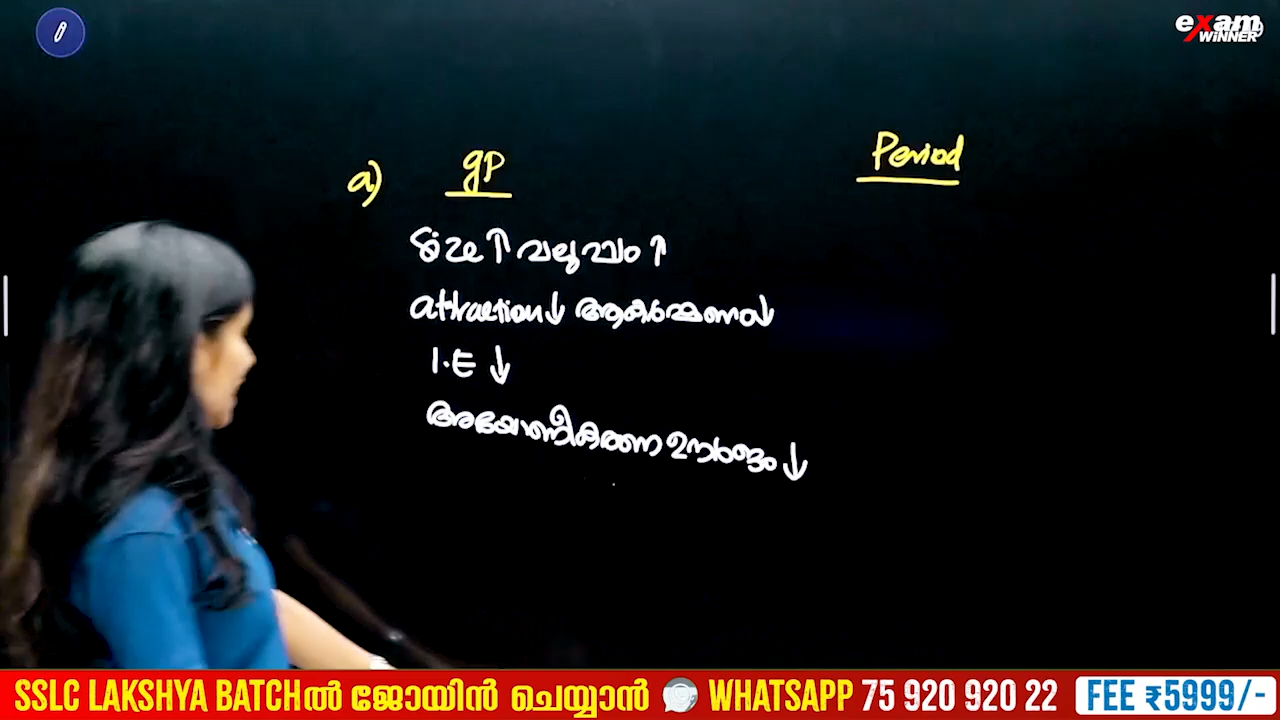 exam WINNER
a) gp Period
Size↑ വലുപ്പം↑
attraction↓ ആകർഷണം↓
I.E ↓
അയോണീകരണ ഊർജ്ജം ↓
SSLC LAKSHYA BATCHൽ ജോയിൻ ചെയ്യാൻ WHATSAPP 75 920 920 22 FEE ₹5999/-